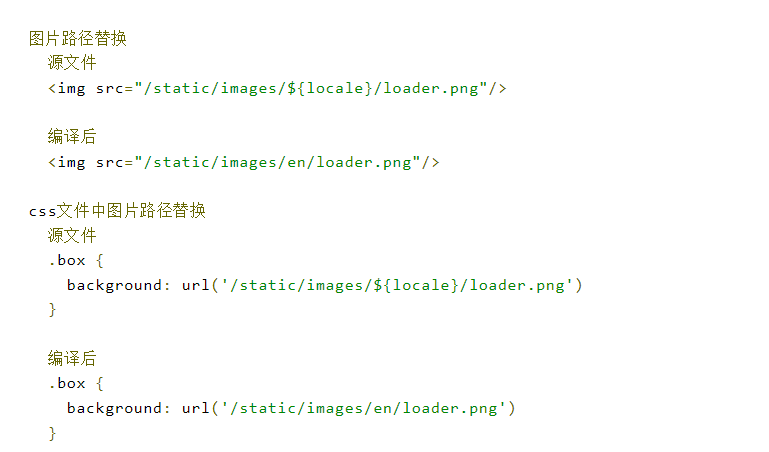 图片路径替换
源文件
<img src="/static/images/${locale}/loader.png"/>
编译后
<img src="/static/images/en/loader.png"/>
css文件中图片路径替换
源文件
.box {
background: url('/static/images/${locale}/loader.png')
}
编译后
.box {
background: url('/static/images/en/loader.png')
}